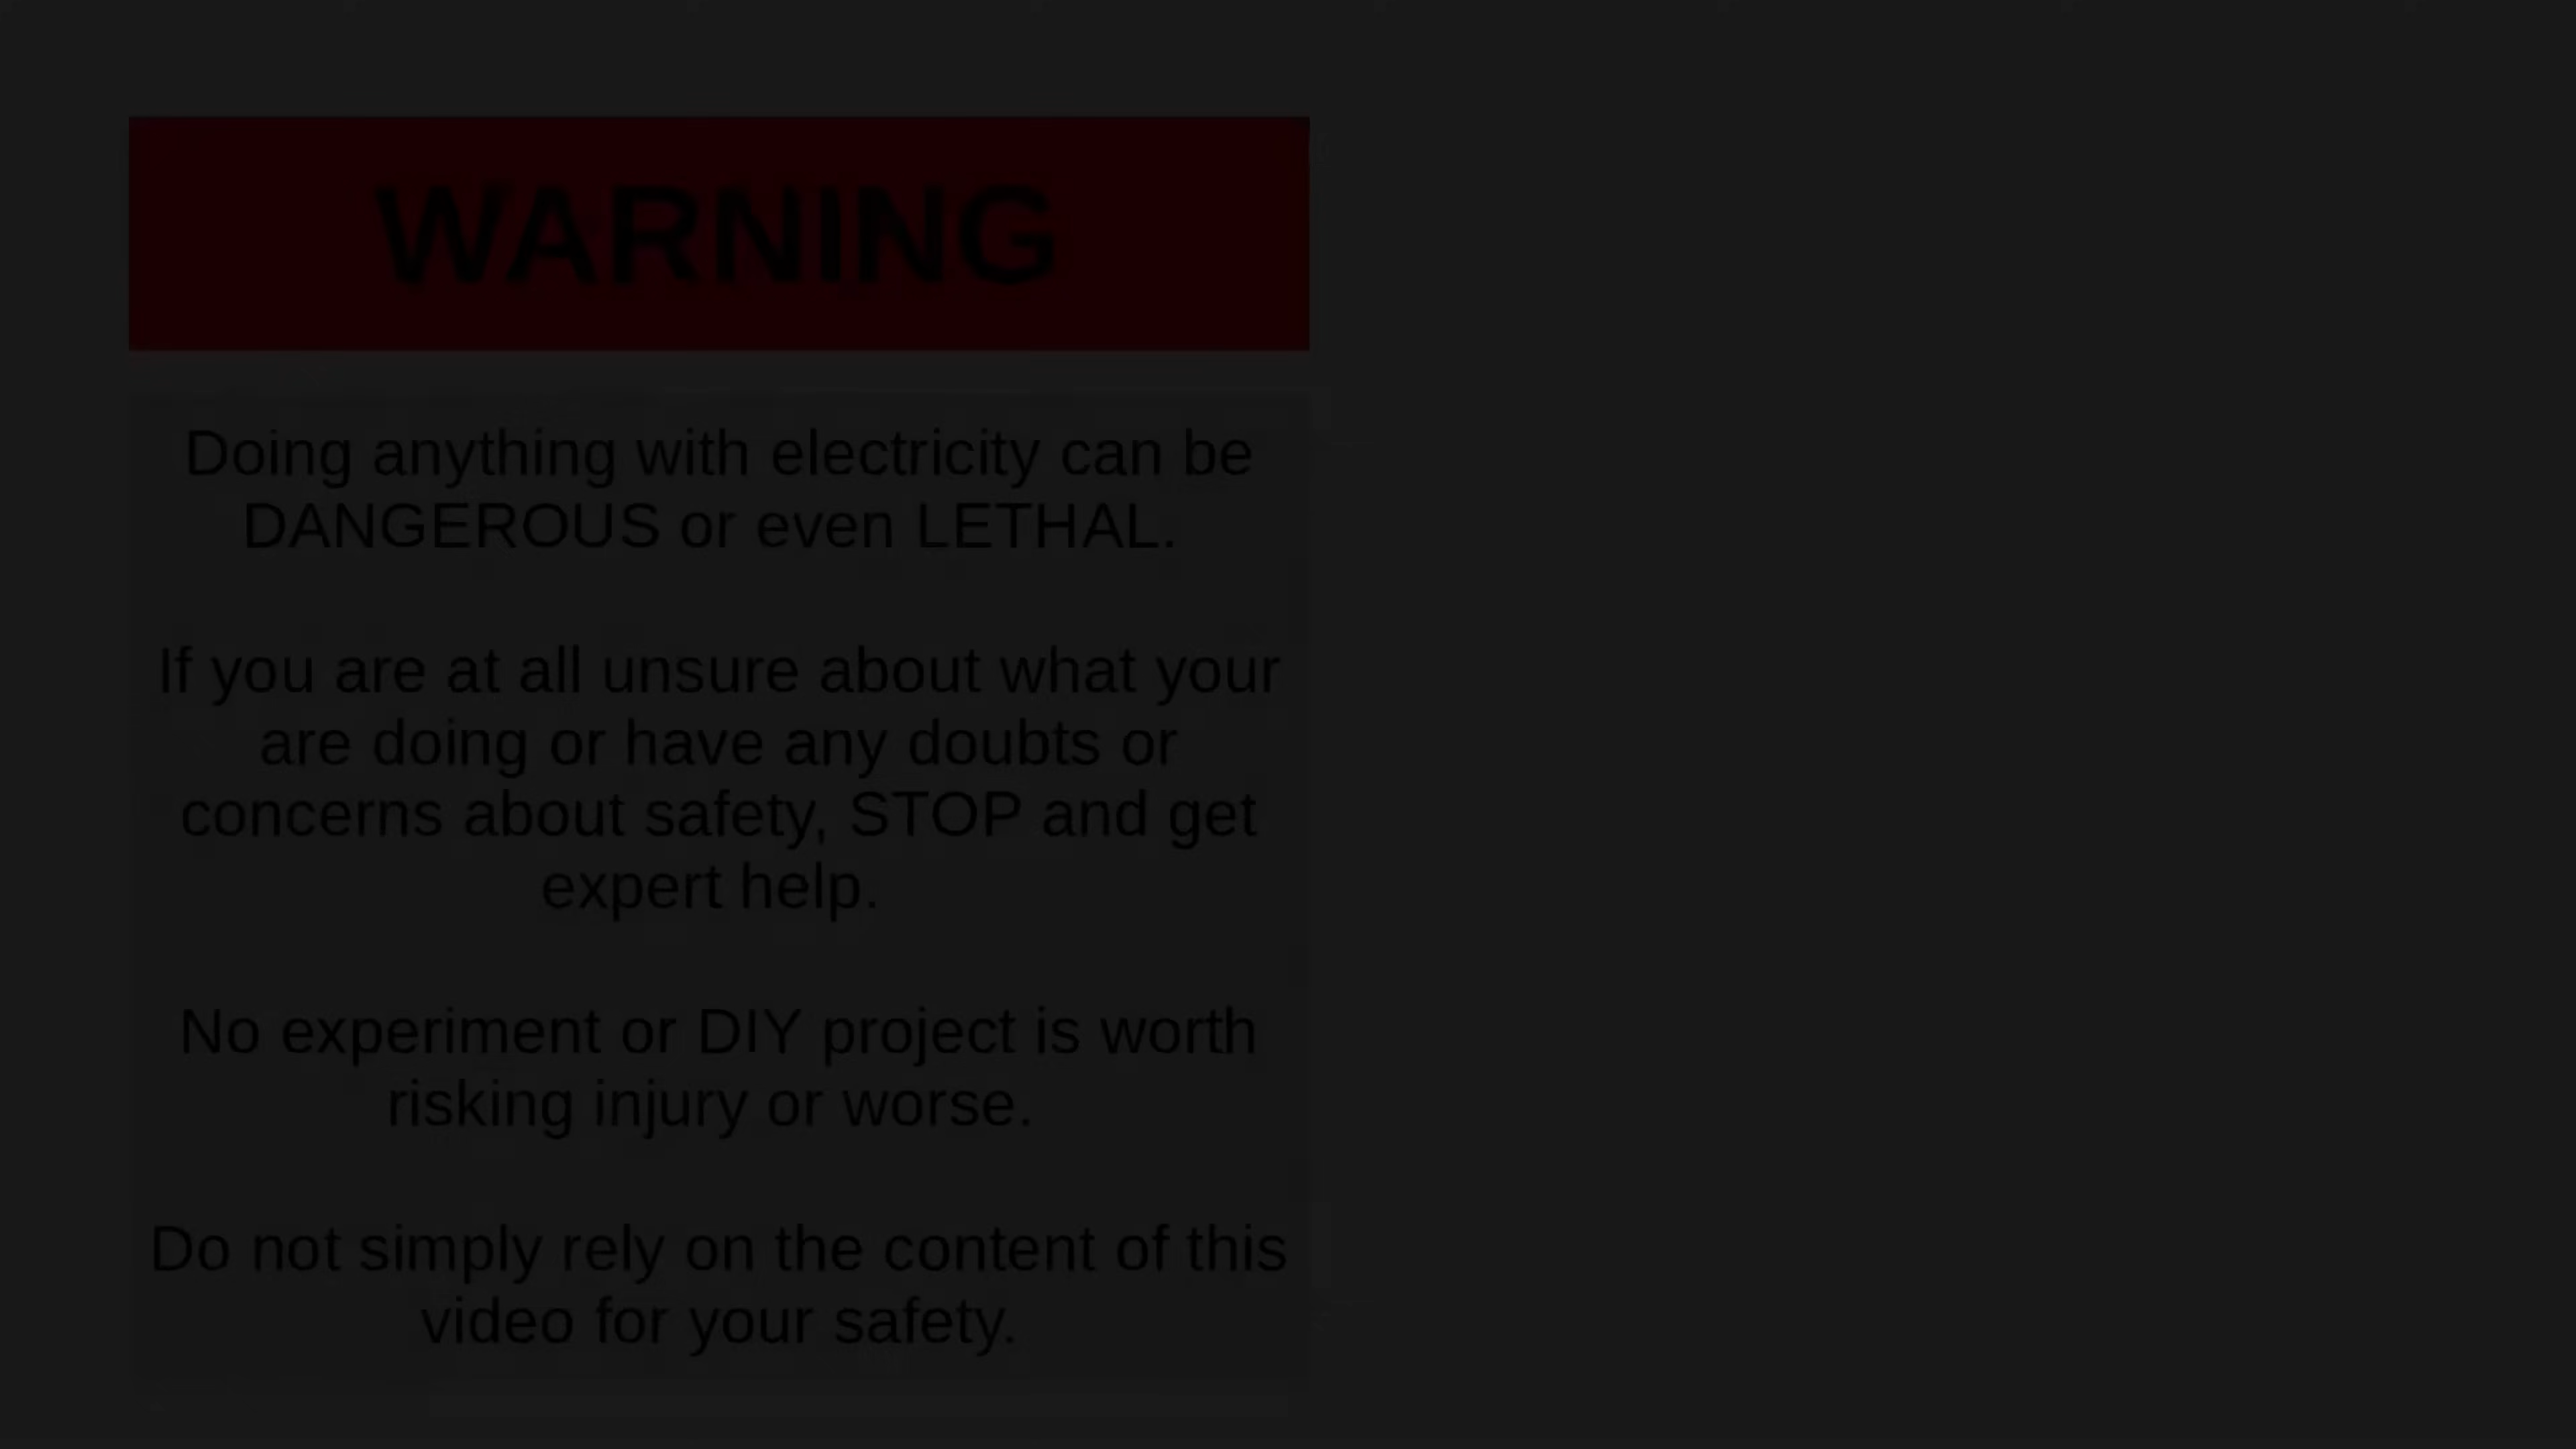 WARNING
Doing anything with electricity can be
DANGEROUS or even LETHAL.
If you are at all unsure about what your
are doing or have any doubts or
concerns about safety, STOP and get
expert help.
No experiment or DIY project is worth
risking injury or worse.
Do not simply rely on the content of this
video for your safety.